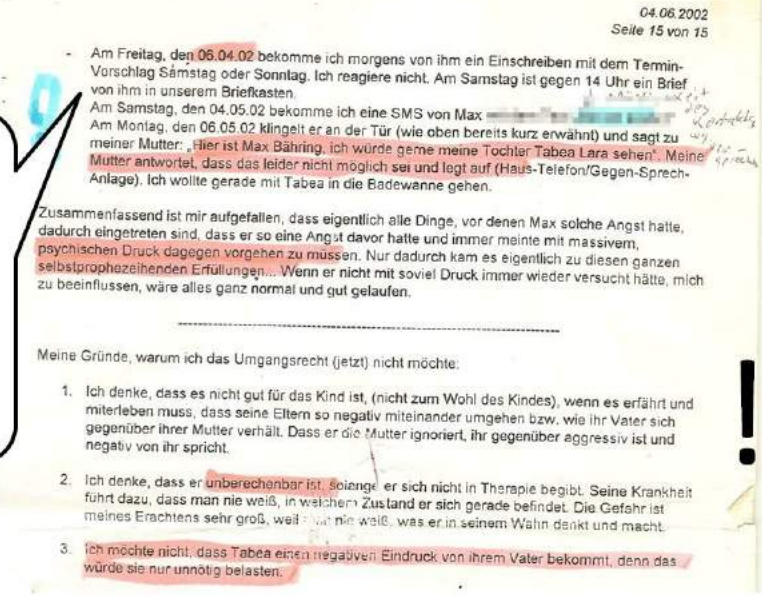 04.06.2002
Seite 15 von 15
- Am Freitag, den 06.04.02 bekomme ich morgens von ihm ein Einschreiben mit dem Termin-
Vorschlag Samstag oder Sonntag. Ich reagiere nicht. Am Samstag ist gegen 14 Uhr ein Brief
von ihm in unserem Briefkasten.
Am Samstag, den 04.05.02 bekomme ich eine SMS von Max
Am Montag, den 06.05.02 klingelt er an der Tür (wie oben bereits kurz erwähnt) und sagt zu
meiner Mutter: „Hier ist Max Bähring, ich würde gerne meine Tochter Tabea Lara sehen“. Meine
Mutter antwortet, dass das leider nicht möglich sei und legt auf (Haus-Telefon/Gegen-Sprech-
Anlage). Ich wollte gerade mit Tabea in die Badewanne gehen.
Zusammenfassend ist mir aufgefallen, dass eigentlich alle Dinge, vor denen Max solche Angst hatte,
dadurch eingetreten sind, dass er so eine Angst davor hatte und immer meinte mit massivem,
psychischen Druck dagegen vorgehen zu müssen. Nur dadurch kam es eigentlich zu diesen ganzen
selbstprophezeihenden Erfüllungen... Wenn er nicht mit soviel Druck immer wieder versucht hätte, mich
zu beeinflussen, wäre alles ganz normal und gut gelaufen.
Meine Gründe, warum ich das Umgangsrecht (jetzt) nicht möchte:
1. Ich denke, dass es nicht gut für das Kind ist, (nicht zum Wohl des Kindes), wenn es erfährt und
miterleben muss, dass seine Eltern so negativ miteinander umgehen bzw. wie ihr Vater sich
gegenüber ihrer Mutter verhält. Dass er die Mutter ignoriert, ihr gegenüber aggressiv ist und
negativ von ihr spricht.
2. Ich denke, dass er unberechenbar ist, solange er sich nicht in Therapie begibt. Seine Krankheit
führt dazu, dass man nie weiß, in welchem Zustand er sich gerade befindet. Die Gefahr ist
meines Erachtens sehr groß, weil nie weiß, was er in seinem Wahn denkt und macht.
3. Ich möchte nicht, dass Tabea einen negativen Eindruck von ihrem Vater bekommt, denn das
würde sie nur unnötig belasten.
!